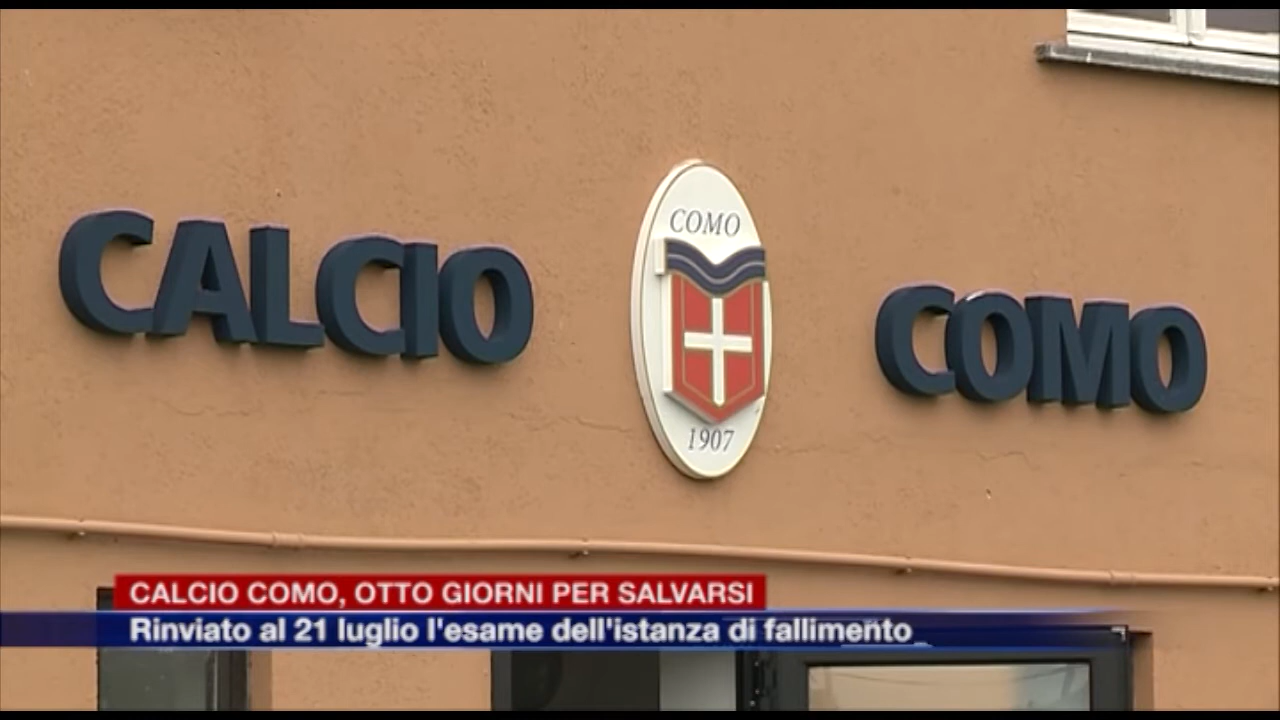 CALCIO COMO
COMO
1907
CALCIO COMO, OTTO GIORNI PER SALVARSI
Rinviato al 21 luglio l'esame dell'istanza di fallimento